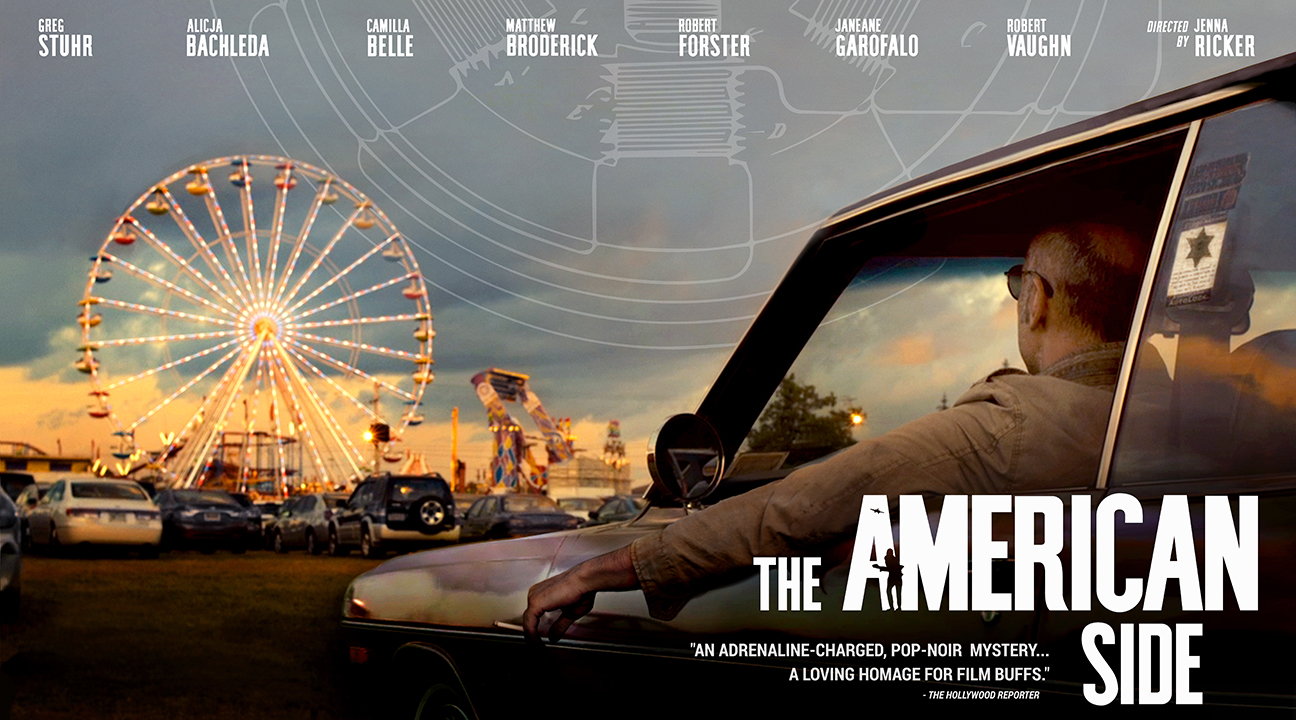 GREG
STUHR
ALICJA
BACHLEDA
CAMILLA
BELLE
MATTHEW
BRODERICK
ROBERT
FORSTER
JANEANE
GAROFALO
ROBERT
VAUGHN
DIRECTED BY JENNA
RICKER
THE AMERICAN
SIDE
"AN ADRENALINE-CHARGED, POP-NOIR MYSTERY...
A LOVING HOMAGE FOR FILM BUFFS."
- THE HOLLYWOOD REPORTER